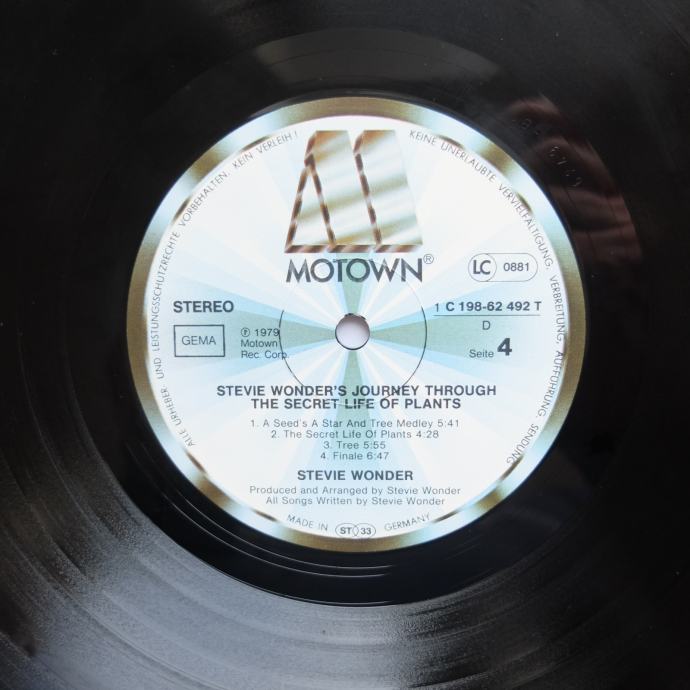 ALLE URHEBER UND LEISTUNGSSCHUTZRECHTE VORBEHALTEN. KEIN VERLEIH! KEINE UNERLAUBTE VERVIELFÄLTIGUNG, VERBREITUNG, AUFFÜHRUNG, SENDUNG
MOTOWN®
LC 0881
STEREO
1 C 198-62 492 T
GEMA
℗ 1979
Motown
Rec. Corp.
D
Seite 4
STEVIE WONDER'S JOURNEY THROUGH
THE SECRET LIFE OF PLANTS
1. A Seed's A Star And Tree Medley 5:41
2. The Secret Life Of Plants 4:28
3. Tree 5:55
4. Finale 6:47
STEVIE WONDER
Produced and Arranged by Stevie Wonder
All Songs Written by Stevie Wonder
MADE IN GERMANY
ST 33